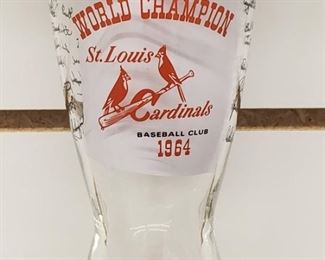 WORLD CHAMPION
St. Louis
Cardinals
BASEBALL CLUB
1964